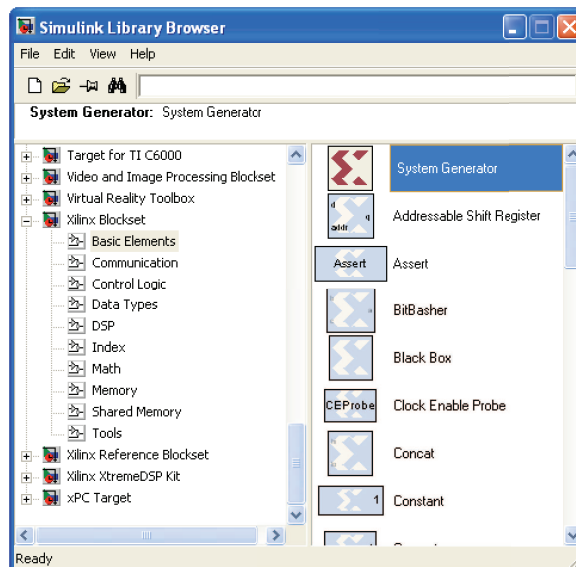 Simulink Library Browser
File Edit View Help
System Generator: System Generator
Target for TI C6000
Video and Image Processing Blockset
Virtual Reality Toolbox
Xilinx Blockset
Basic Elements
Communication
Control Logic
Data Types
DSP
Index
Math
Memory
Shared Memory
Tools
Xilinx Reference Blockset
Xilinx XtremeDSP Kit
xPC Target
System Generator
d
q
addr
Addressable Shift Register
Assert
Assert
BitBasher
Black Box
CEProbe
Clock Enable Probe
Concat
1
Constant
Ready